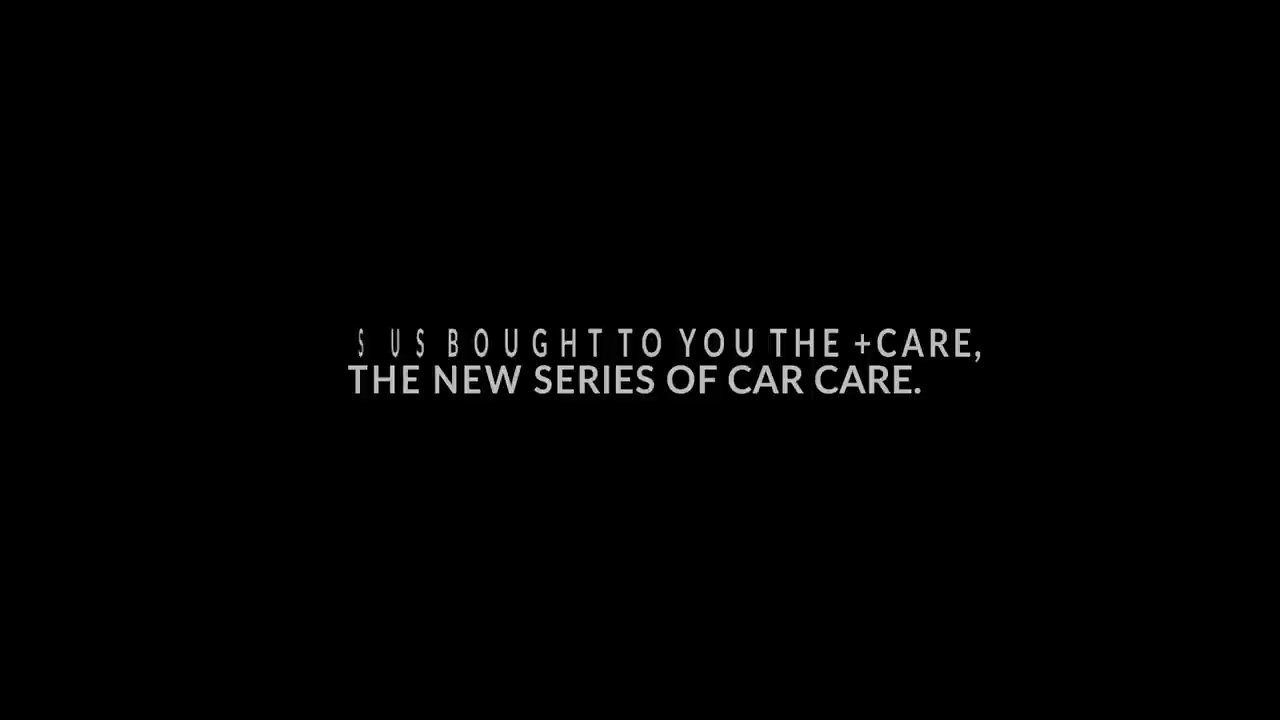 S US BOUGHT TO YOU THE +CARE,
THE NEW SERIES OF CAR CARE.